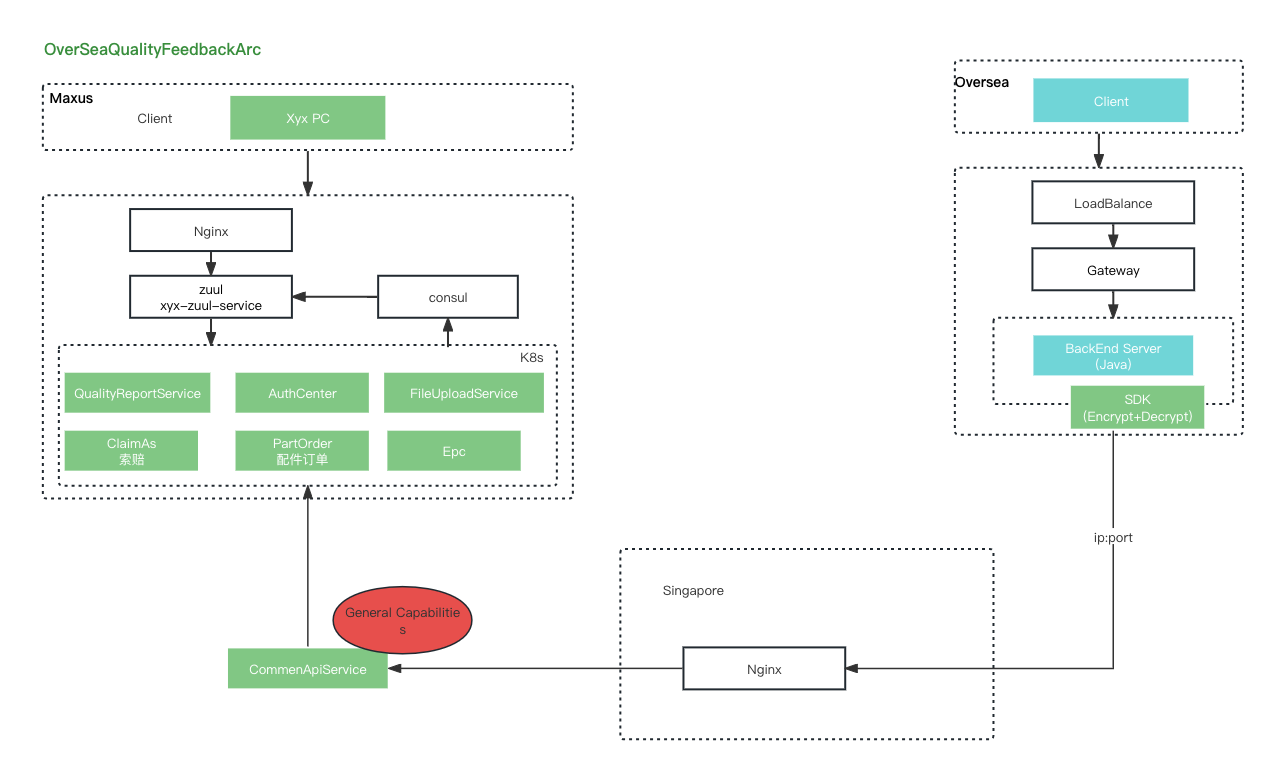 OverSeaQualityFeedbackArc
Maxus
Client
Xyx PC
Nginx
zuul
xyx-zuul-service
consul
K8s
QualityReportService
AuthCenter
FileUploadService
ClaimAs
索赔
PartOrder
配件订单
Epc
General Capabilitie
s
CommenApiService
Singapore
Nginx
Oversea
Client
LoadBalance
Gateway
BackEnd Server
(Java)
SDK
(Encrypt+Decrypt)
ip:port